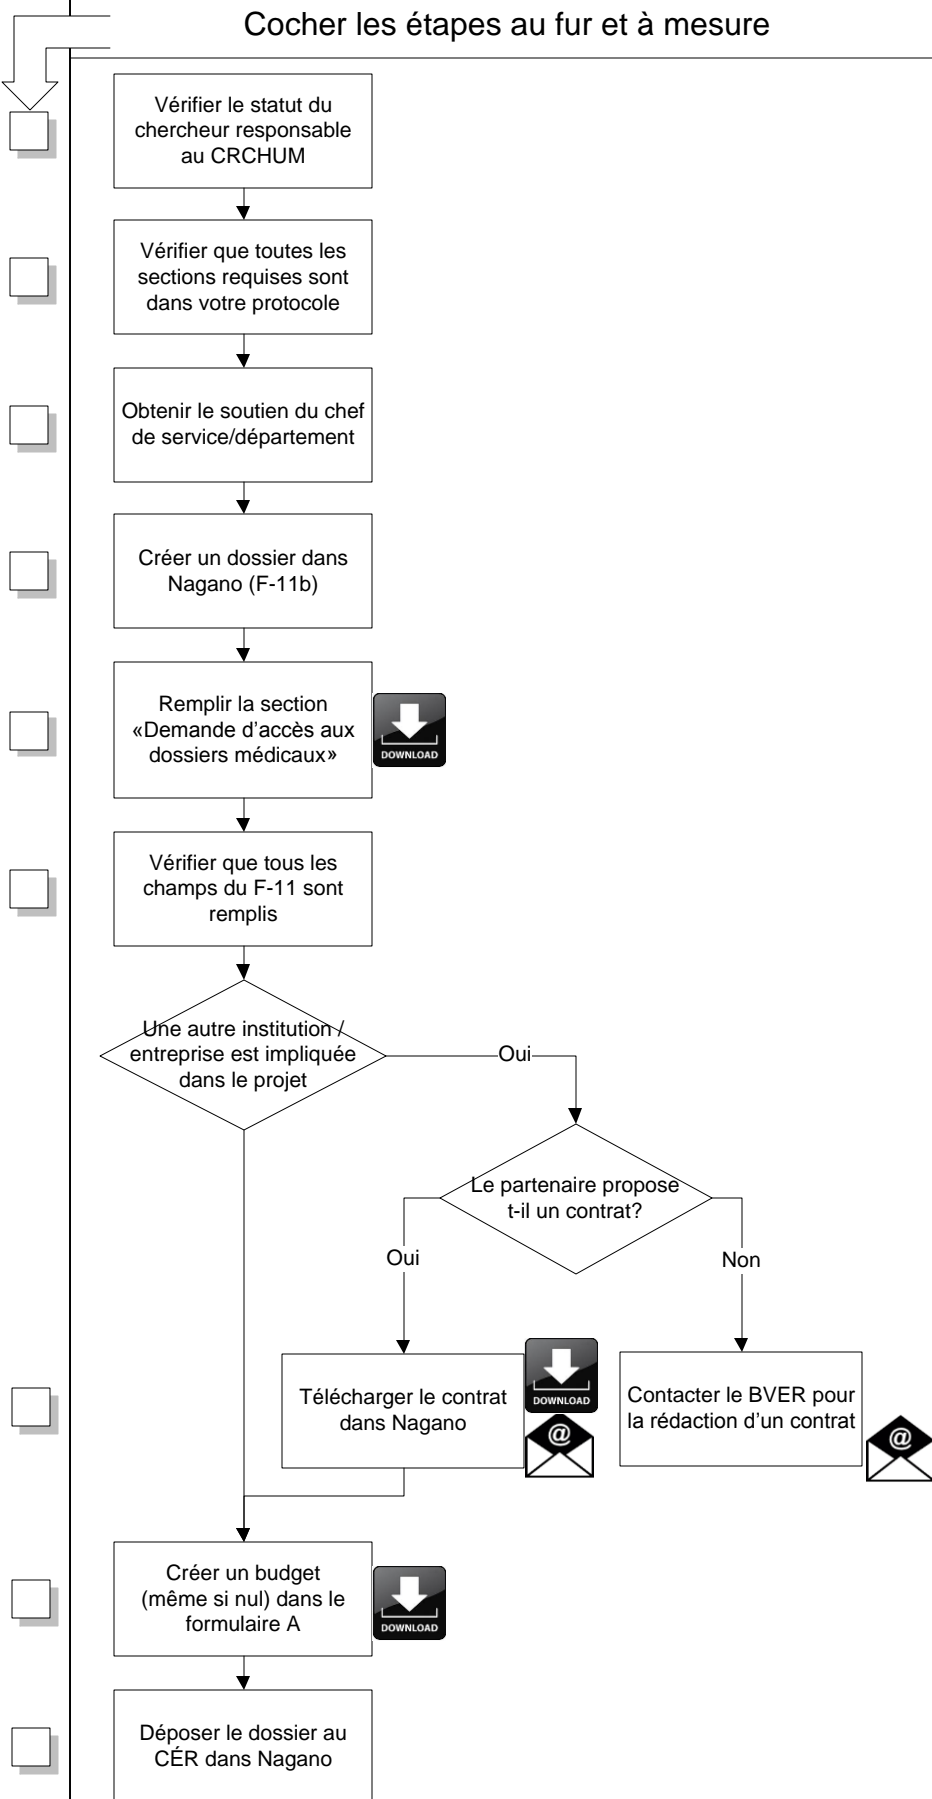 Cocher les étapes au fur et à mesure
Vérifier le statut du
chercheur responsable
au CRCHUM
Vérifier que toutes les
sections requises sont
dans votre protocole
Obtenir le soutien du chef
de service/département
Créer un dossier dans
Nagano (F-11b)
Remplir la section
«Demande d’accès aux
dossiers médicaux»
DOWNLOAD
Vérifier que tous les
champs du F-11 sont
remplis
Une autre institution /
entreprise est impliquée
dans le projet
Oui
Le partenaire propose
t-il un contrat?
Oui
Non
Télécharger le contrat
dans Nagano
DOWNLOAD
@
Contacter le BVER pour
la rédaction d’un contrat
@
Créer un budget
(même si nul) dans le
formulaire A
DOWNLOAD
Déposer le dossier au
CÉR dans Nagano